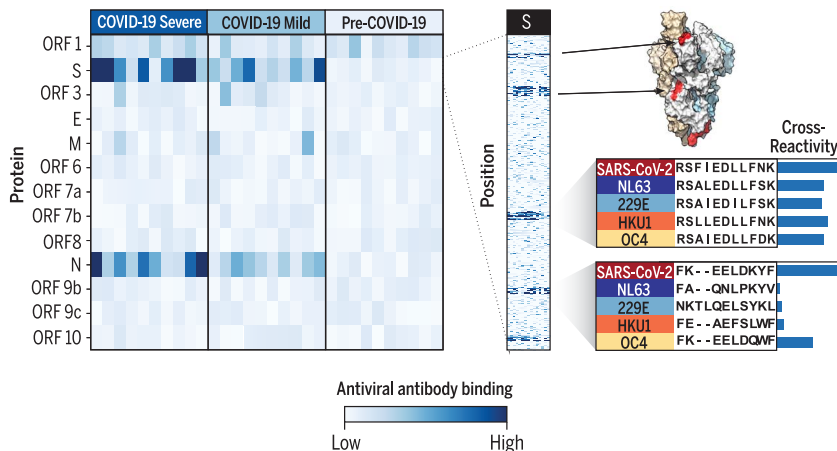 COVID-19 Severe
COVID-19 Mild
Pre-COVID-19
Protein
ORF 1
S
ORF 3
E
M
ORF 6
ORF 7a
ORF 7b
ORF8
N
ORF 9b
ORF 9c
ORF 10
S
Position
Cross-
Reactivity
SARS-CoV-2 RSFIEDLLFNK
NL63 RSALEDLLFSK
229E RSAIEDILFSK
HKU1 RSLLEDLLFNK
OC4 RSAIEDLLFDK
SARS-CoV-2 FK--EELDKYF
NL63 FA--QNLPKYV
229E NKTLQELSYKL
HKU1 FE--AEFSLWF
OC4 FK--EELDQWF
Antiviral antibody binding
Low
High